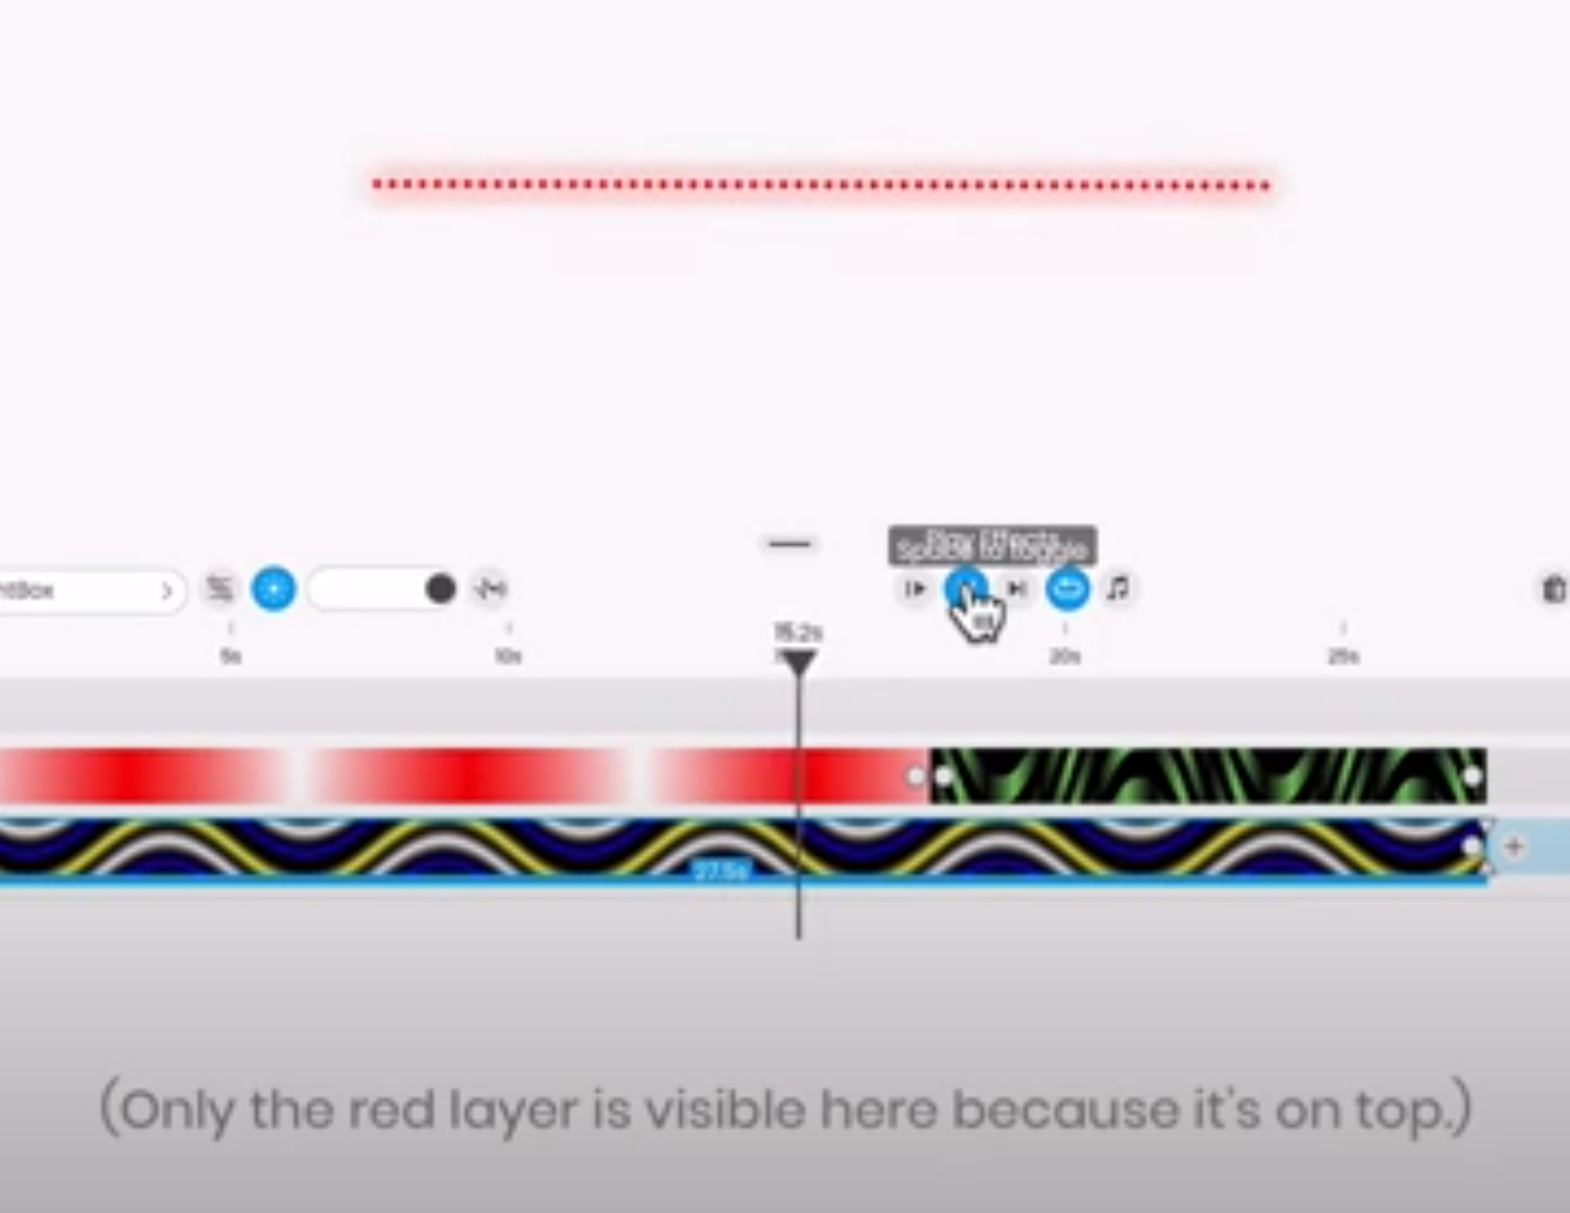 Play Effects
Space to toggle
htBox
15.2s
5s
10s
20s
25s
27.5s
(Only the red layer is visible here because it's on top.)